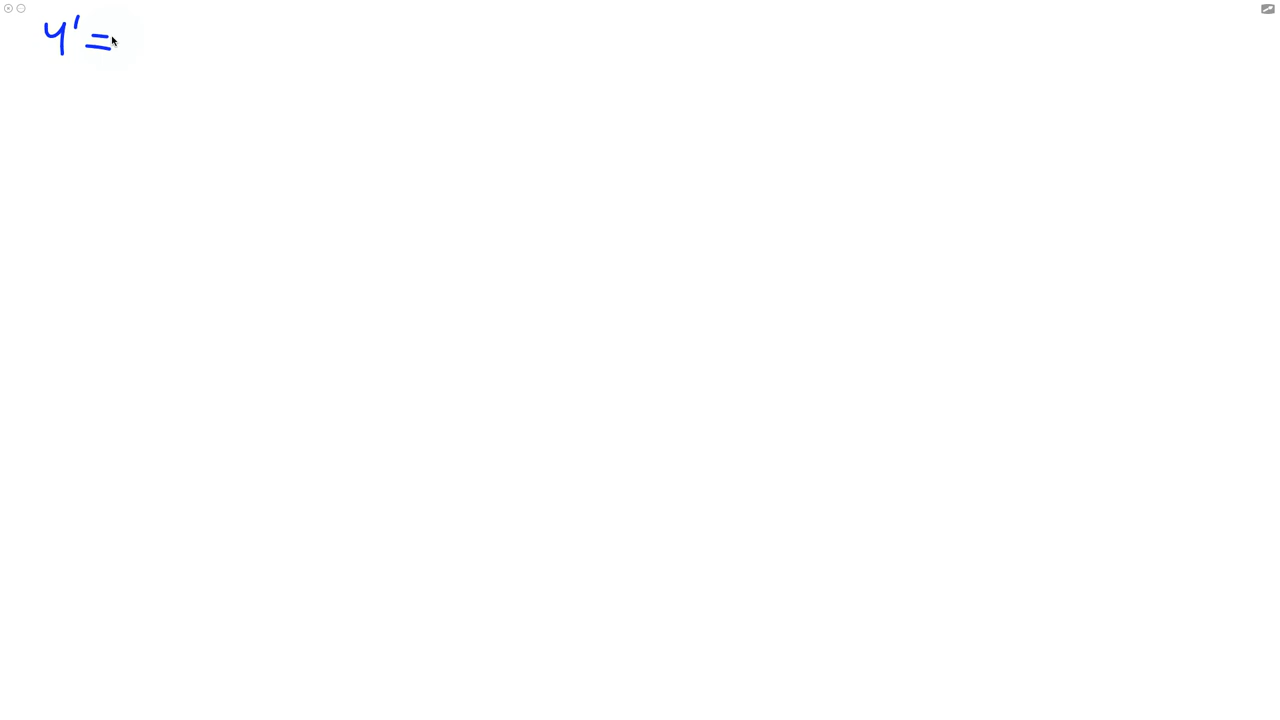 y' =